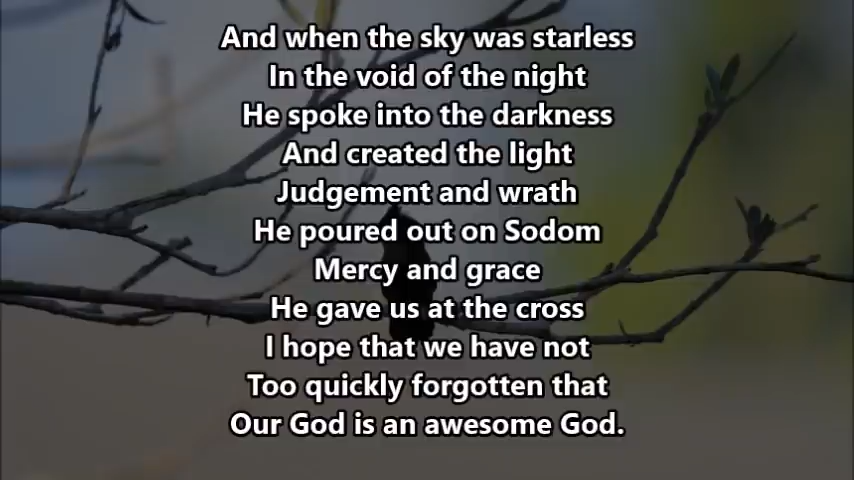 And when the sky was starless
In the void of the night
He spoke into the darkness
And created the light
Judgement and wrath
He poured out on Sodom
Mercy and grace
He gave us at the cross
I hope that we have not
Too quickly forgotten that
Our God is an awesome God.